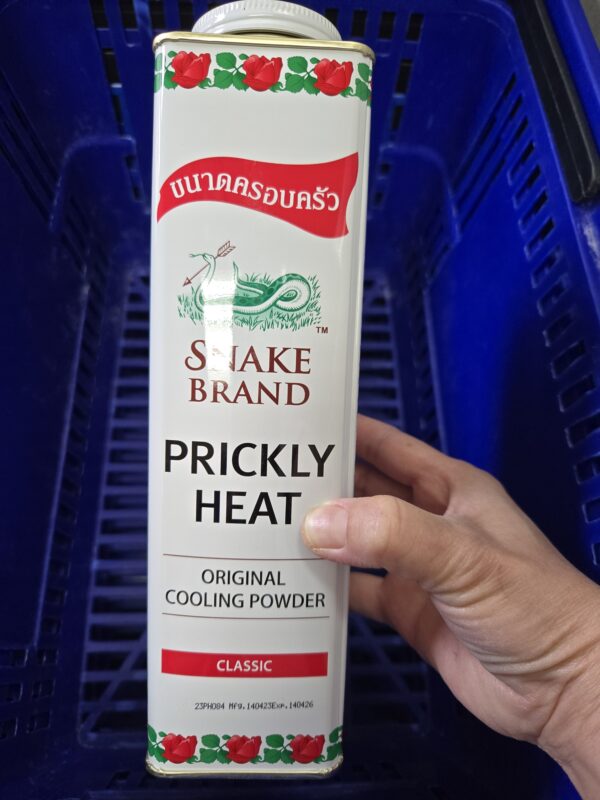 ขนาดครอบครัว
TM
SNAKE
BRAND
PRICKLY
HEAT
ORIGINAL
COOLING POWDER
CLASSIC
23PH084 Mfg.140423Exp.140426